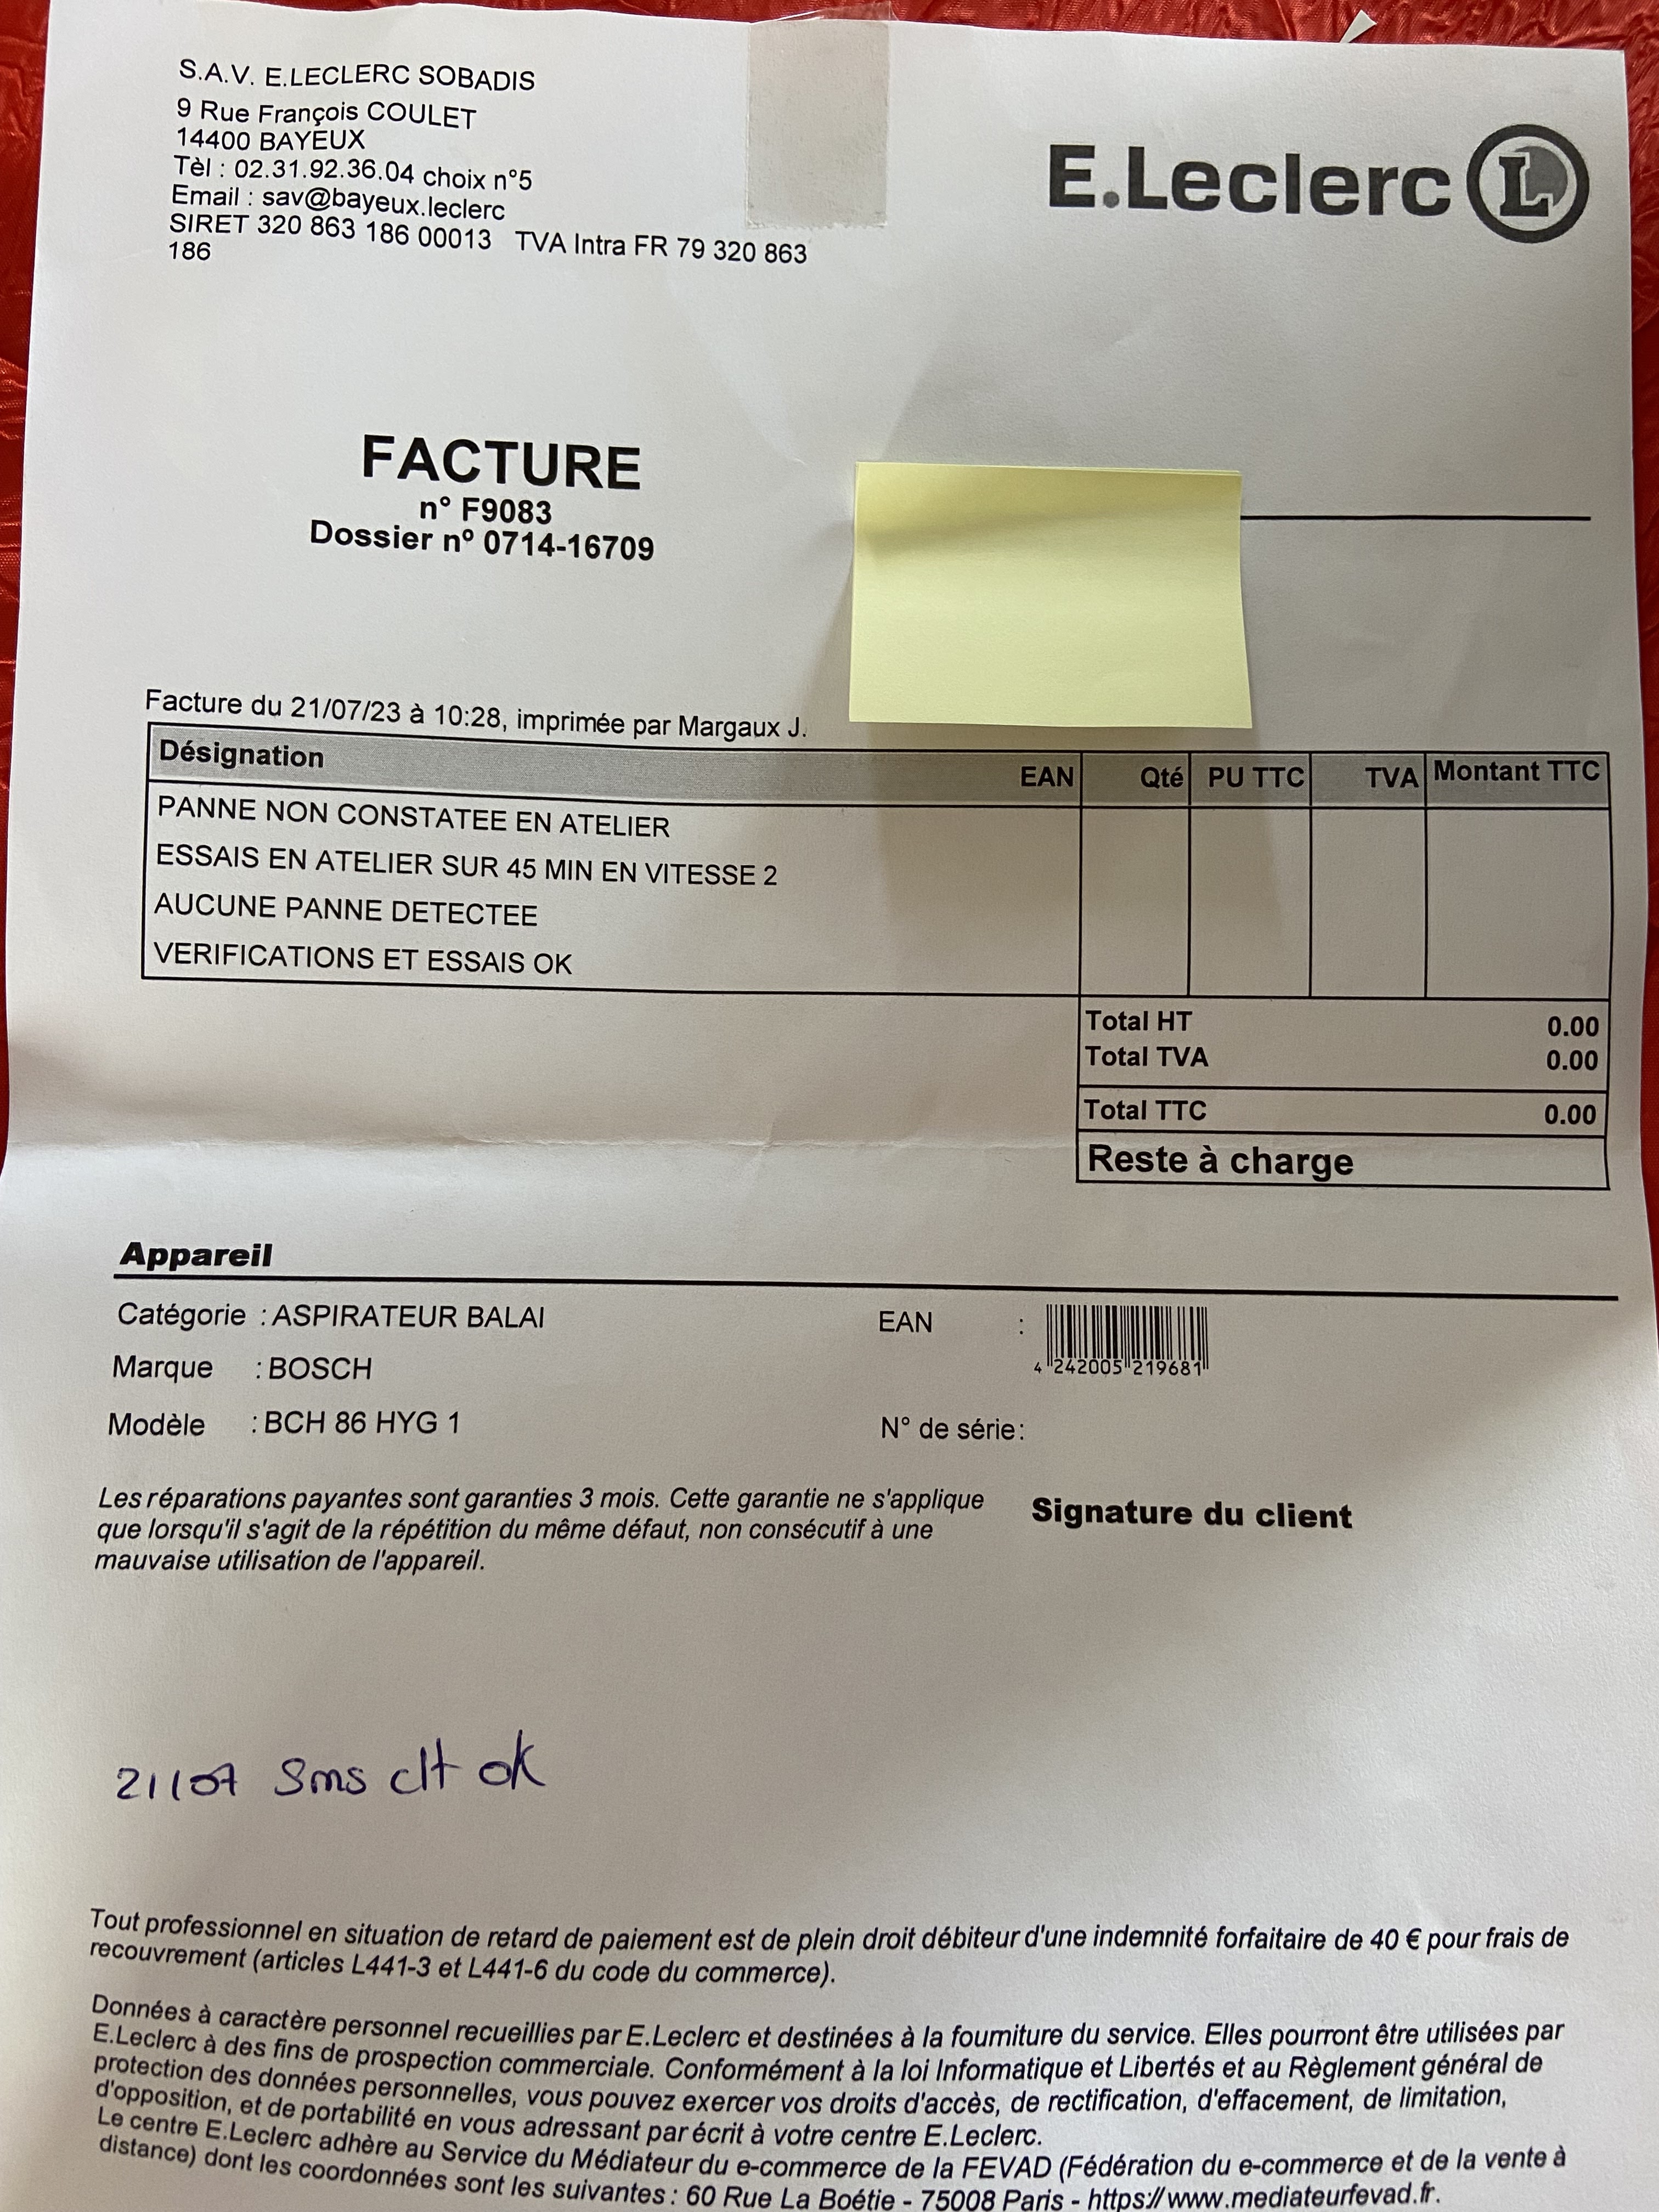 S.A.V. E.LECLERC SOBADIS
9 Rue François COULET
14400 BAYEUX
Tèl : 02.31.92.36.04 choix n°5
Email : sav@bayeux.leclerc
SIRET 320 863 186 00013 TVA Intra FR 79 320 863
186
E.Leclerc L
FACTURE
n° F9083
Dossier n° 0714-16709
Facture du 21/07/23 à 10:28, imprimée par Margaux J.
Désignation EAN Qté PU TTC TVA Montant TTC
PANNE NON CONSTATEE EN ATELIER
ESSAIS EN ATELIER SUR 45 MIN EN VITESSE 2
AUCUNE PANNE DETECTEE
VERIFICATIONS ET ESSAIS OK
Total HT 0.00
Total TVA 0.00
Total TTC 0.00
Reste à charge
Appareil
Catégorie : ASPIRATEUR BALAI EAN :
4 242005 219681
Marque : BOSCH
Modèle : BCH 86 HYG 1 N° de série :
Les réparations payantes sont garanties 3 mois. Cette garantie ne s'applique
que lorsqu'il s'agit de la répétition du même défaut, non consécutif à une
mauvaise utilisation de l'appareil.
Signature du client
21/07 Sms clt ok
Tout professionnel en situation de retard de paiement est de plein droit débiteur d'une indemnité forfaitaire de 40 € pour frais de
recouvrement (articles L441-3 et L441-6 du code du commerce).
Données à caractère personnel recueillies par E.Leclerc et destinées à la fourniture du service. Elles pourront être utilisées par
E.Leclerc à des fins de prospection commerciale. Conformément à la loi Informatique et Libertés et au Règlement général de
protection des données personnelles, vous pouvez exercer vos droits d'accès, de rectification, d'effacement, de limitation,
d'opposition, et de portabilité en vous adressant par écrit à votre centre E.Leclerc.
Le centre E.Leclerc adhère au Service du Médiateur du e-commerce de la FEVAD (Fédération du e-commerce et de la vente à
distance) dont les coordonnées sont les suivantes : 60 Rue La Boétie - 75008 Paris - https://www.mediateurfevad.fr.